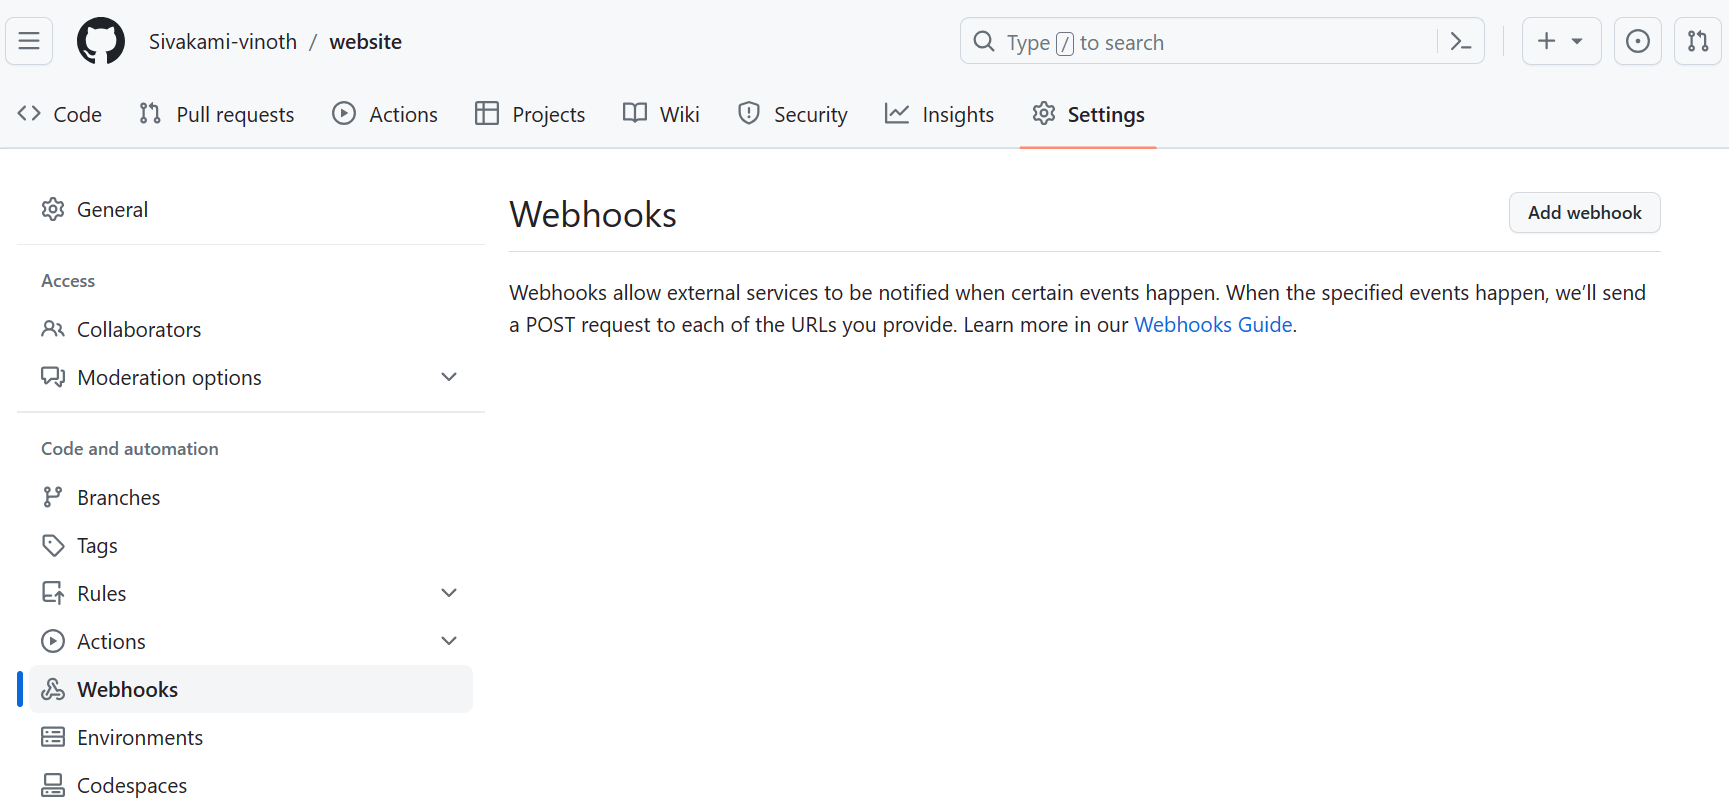 Sivakami-vinoth / website
Type / to search
Code
Pull requests
Actions
Projects
Wiki
Security
Insights
Settings
General
Access
Collaborators
Moderation options
Code and automation
Branches
Tags
Rules
Actions
Webhooks
Environments
Codespaces
Webhooks
Add webhook
Webhooks allow external services to be notified when certain events happen. When the specified events happen, we’ll send
a POST request to each of the URLs you provide. Learn more in our Webhooks Guide.